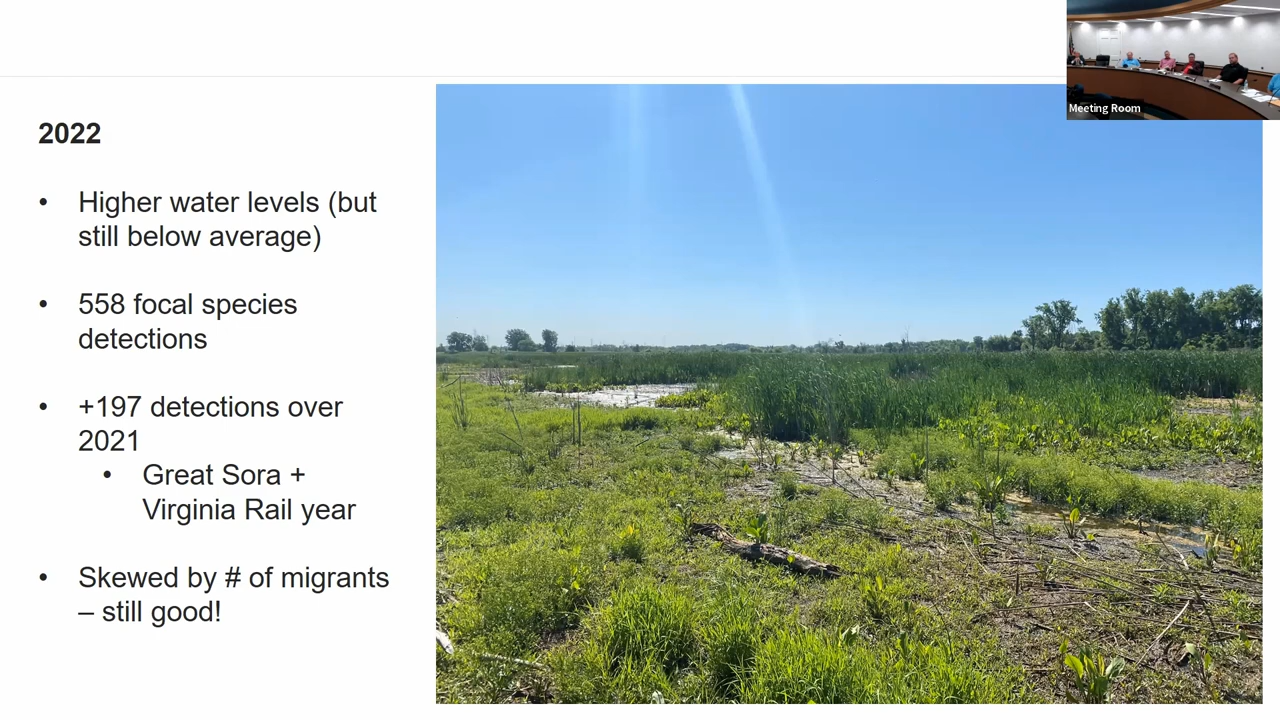 Meeting Room
2022
• Higher water levels (but
still below average)
• 558 focal species
detections
• +197 detections over
2021
• Great Sora +
Virginia Rail year
• Skewed by # of migrants
– still good!